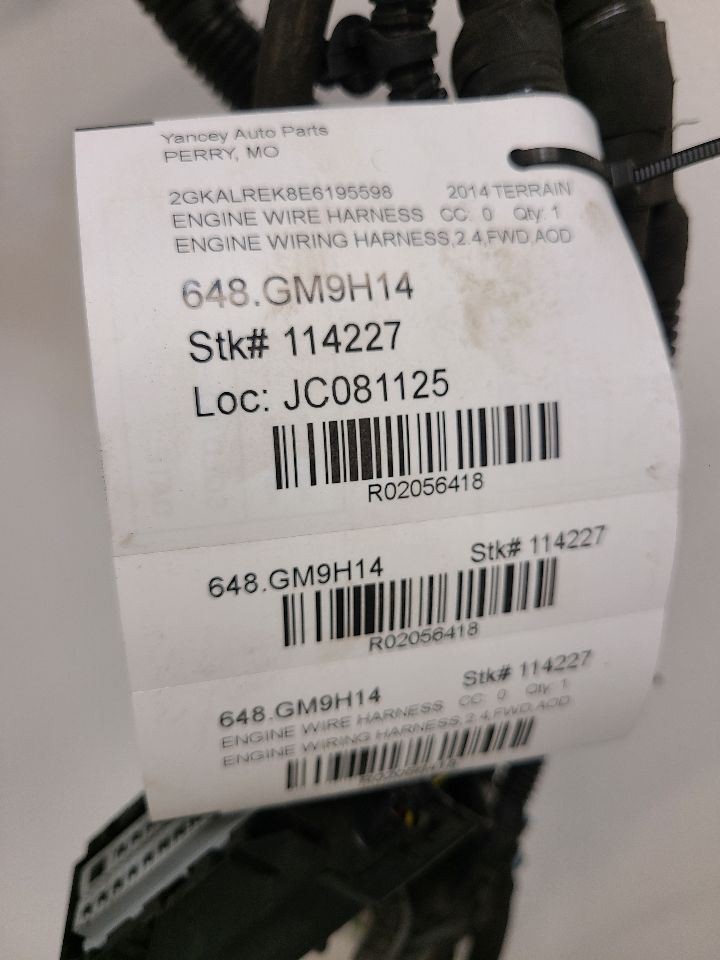 Yancey Auto Parts
PERRY, MO
2GKALREK8E6195598 2014 TERRAIN
ENGINE WIRE HARNESS CC: 0 Qty: 1
ENGINE WIRING HARNESS,2.4,FWD,AOD
648.GM9H14
Stk# 114227
Loc: JC081125
R02056418
648.GM9H14 Stk# 114227
R02056418
648.GM9H14 Stk# 114227
ENGINE WIRE HARNESS CC: 0 Qty: 1
ENGINE WIRING HARNESS,2.4,FWD,AOD
R02056418